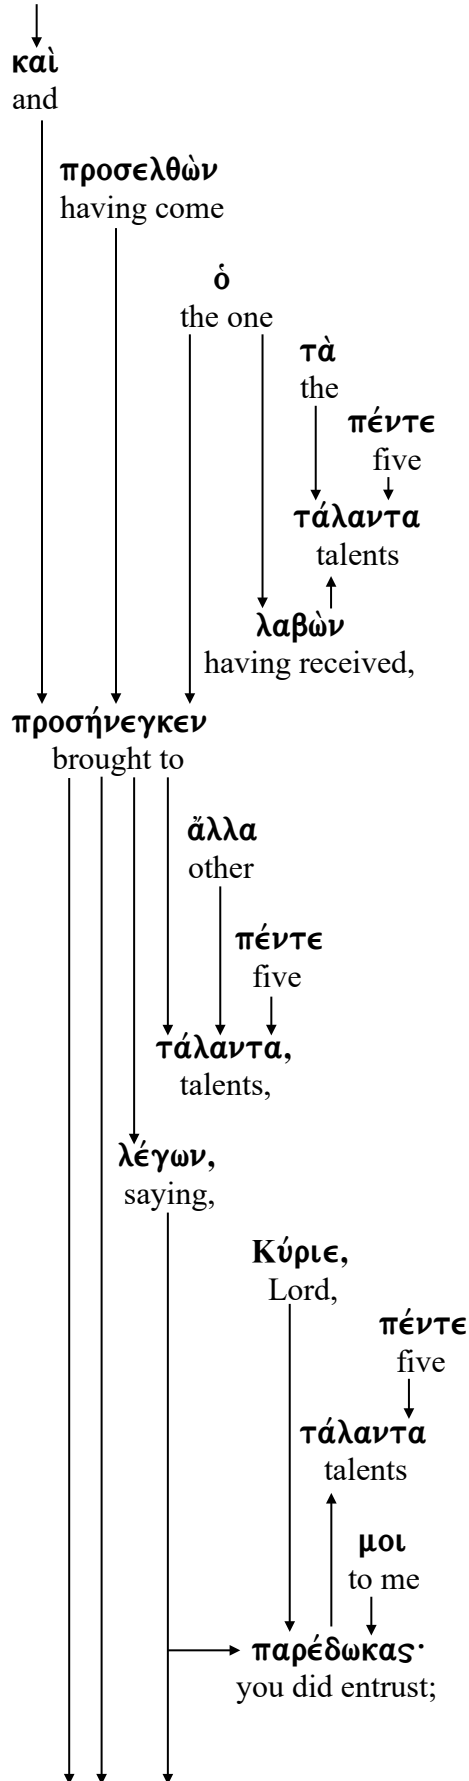 καὶ
and
προσελθὼν
having come
ὁ
the one
τὰ
the
πέντε
five
τάλαντα
talents
λαβὼν
having received,
προσήνεγκεν
brought to
ἄλλα
other
πέντε
five
τάλαντα,
talents,
λέγων,
saying,
Κύριε,
Lord,
πέντε
five
τάλαντα
talents
μοι
to me
παρέδωκας·
you did entrust;